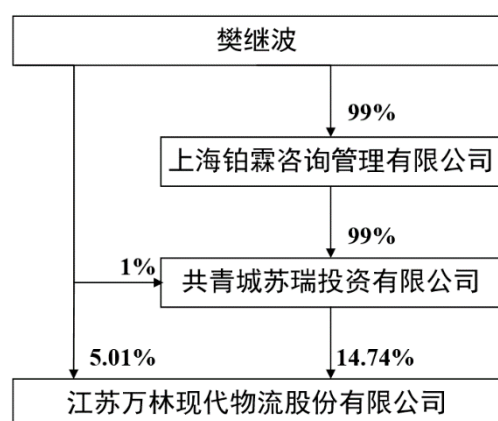 樊继波
99%
上海铂霖咨询管理有限公司
99%
1%
共青城苏瑞投资有限公司
5.01%
14.74%
江苏万林现代物流股份有限公司